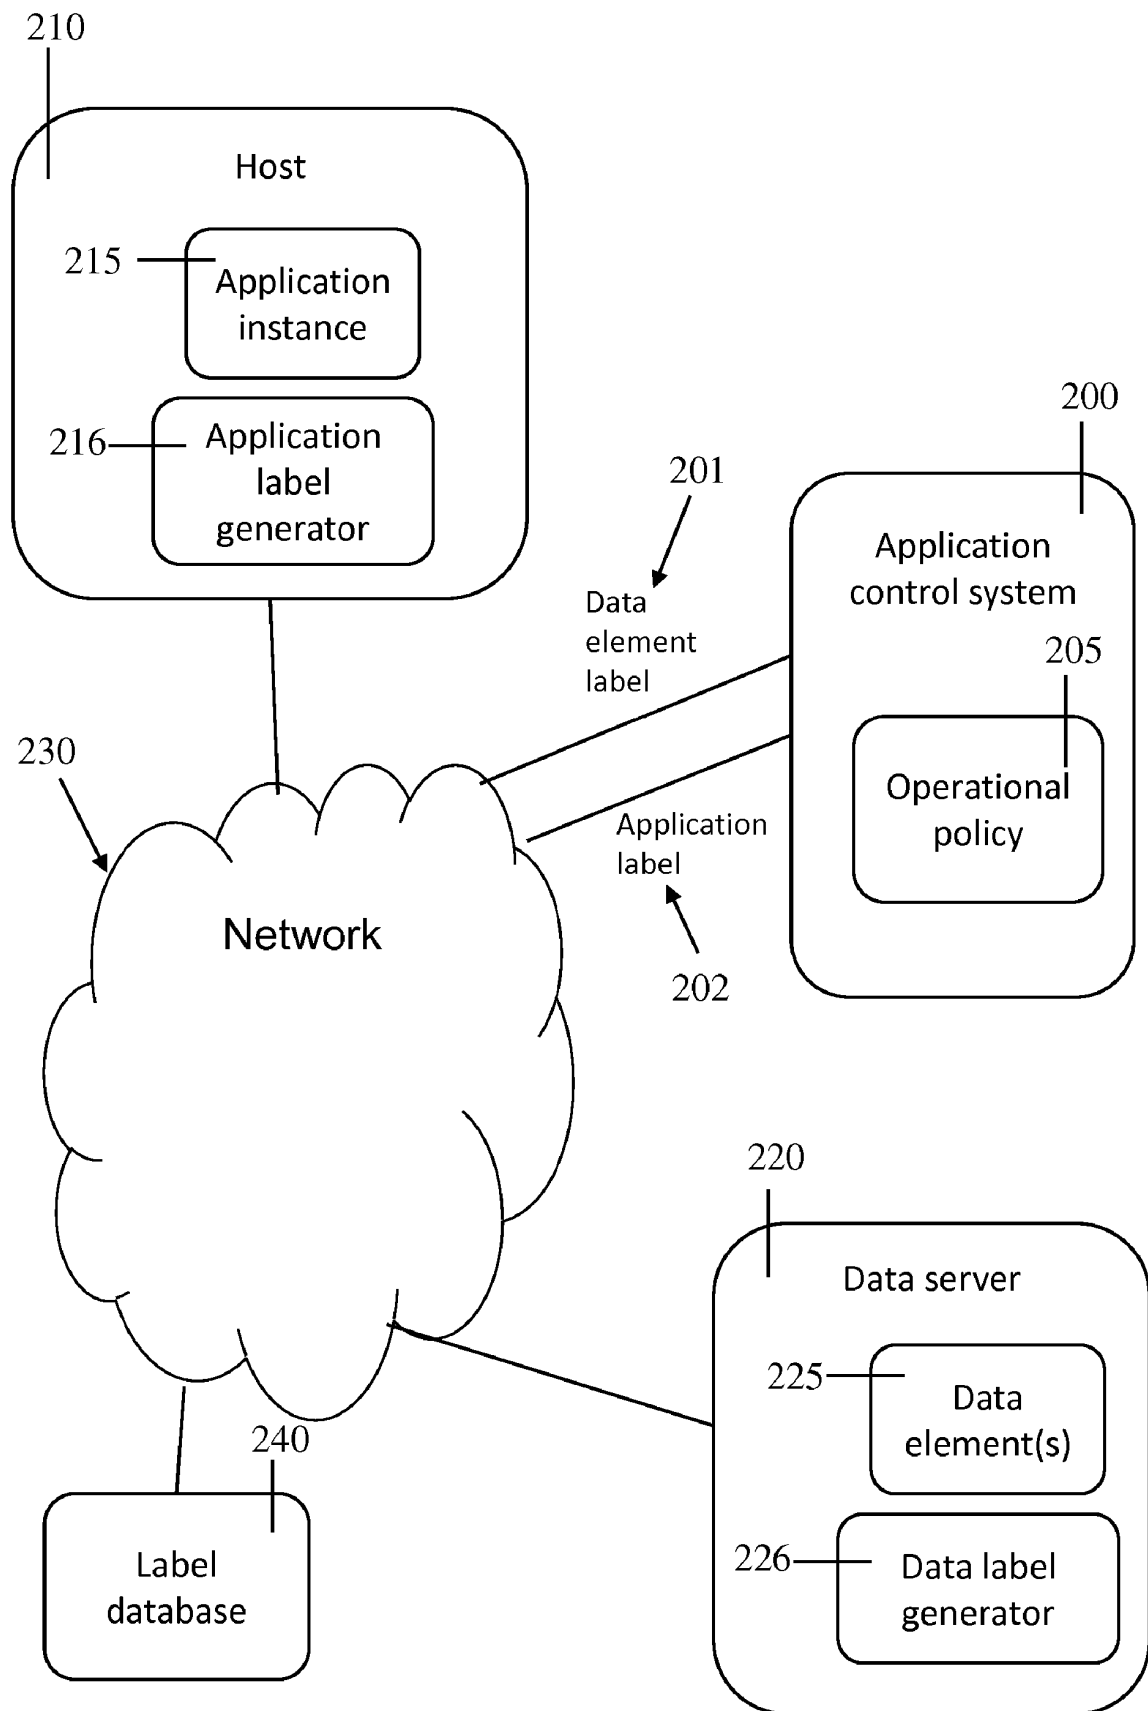 210
Host
215
Application
instance
216
Application
label
generator
200
201
Application
control system
Data
element
label
205
230
Operational
policy
Application
label
Network
202
220
Data server
225
Data
element(s)
240
226
Data label
generator
Label
database